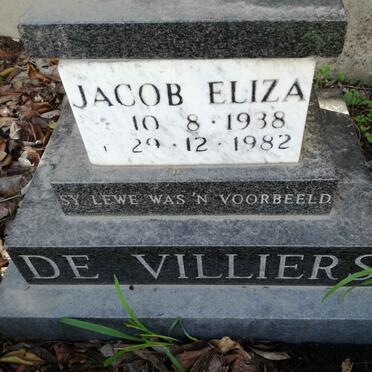 JACOB ELIZA
10 · 8 · 1938
29 · 12 · 1982
SY LEWE WAS 'N VOORBEELD
DE VILLIERS